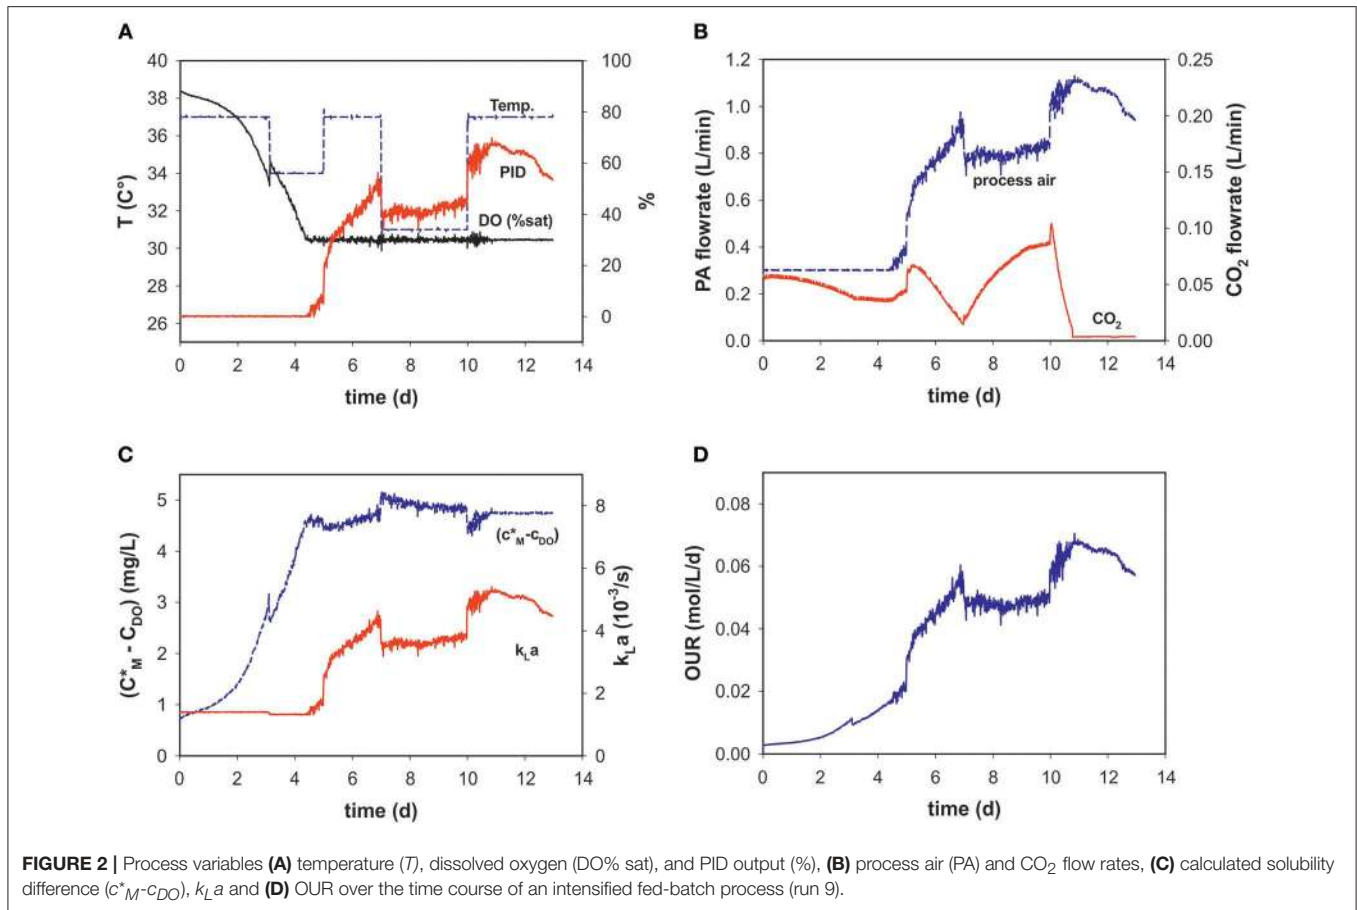 A
40
38
36
34
32
30
28
26
T (C°)
100
80
60
40
20
0
%
Temp.
PID
DO (%sat)
0 2 4 6 8 10 12 14
time (d)
B
1.2
1.0
0.8
0.6
0.4
0.2
0.0
PA flowrate (L/min)
0.25
0.20
0.15
0.10
0.05
0.00
CO₂ flowrate (L/min)
process air
CO₂
0 2 4 6 8 10 12 14
time (d)
C
5
4
3
2
1
0
(C*M - CDO) (mg/L)
8
6
4
2
0
kLa (10⁻³/s)
(c*M-cDO)
kLa
0 2 4 6 8 10 12 14
time (d)
D
0.08
0.06
0.04
0.02
0.00
OUR (mol/L/d)
0 2 4 6 8 10 12 14
time (d)
FIGURE 2 | Process variables (A) temperature (T), dissolved oxygen (DO% sat), and PID output (%), (B) process air (PA) and CO₂ flow rates, (C) calculated solubility
difference (c*M-cDO), kLa and (D) OUR over the time course of an intensified fed-batch process (run 9).